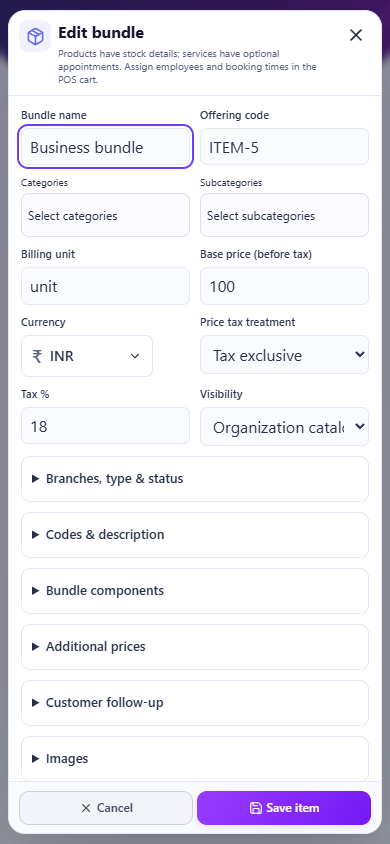 Edit bundle
Products have stock details; services have optional
appointments. Assign employees and booking times in the
POS cart.
Bundle name
Offering code
Business bundle
ITEM-5
Categories
Subcategories
Select categories
Select subcategories
Billing unit
Base price (before tax)
unit
100
Currency
Price tax treatment
₹ INR
Tax exclusive
Tax %
Visibility
18
Organization catalo
Branches, type & status
Codes & description
Bundle components
Additional prices
Customer follow-up
Images
Cancel
Save item